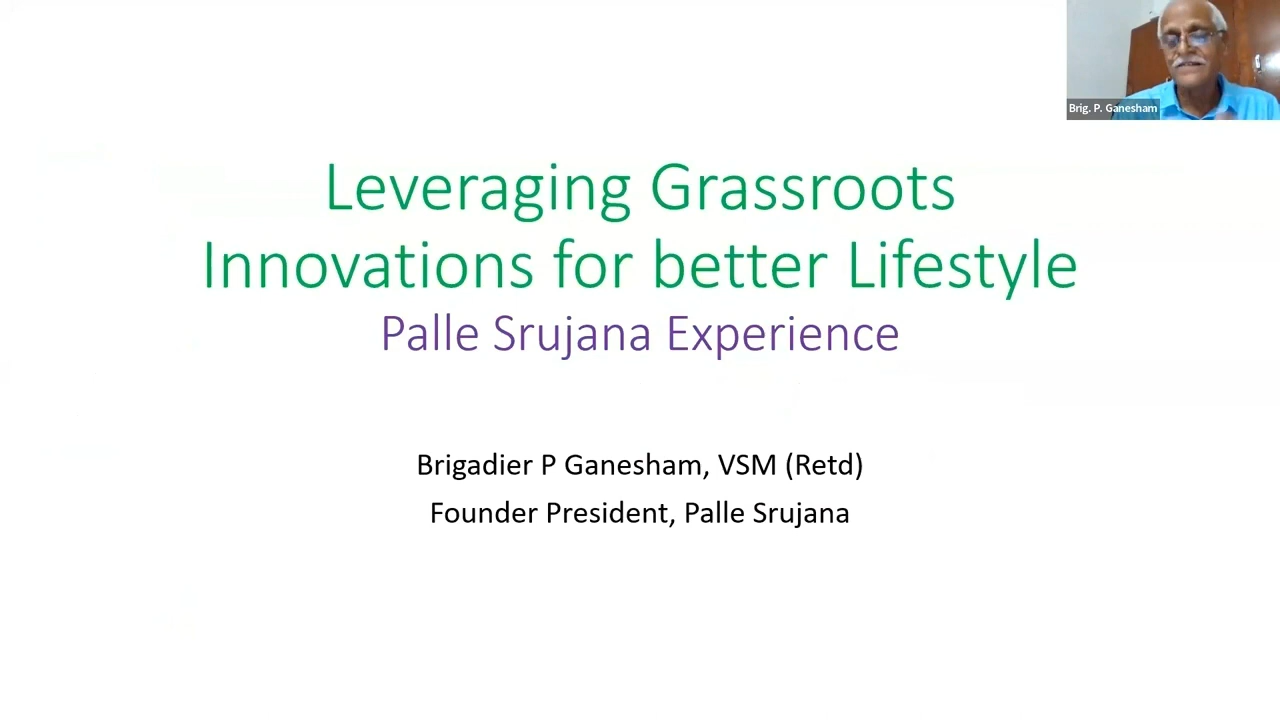 Brig. P. Ganesham
Leveraging Grassroots
Innovations for better Lifestyle
Palle Srujana Experience
Brigadier P Ganesham, VSM (Retd)
Founder President, Palle Srujana